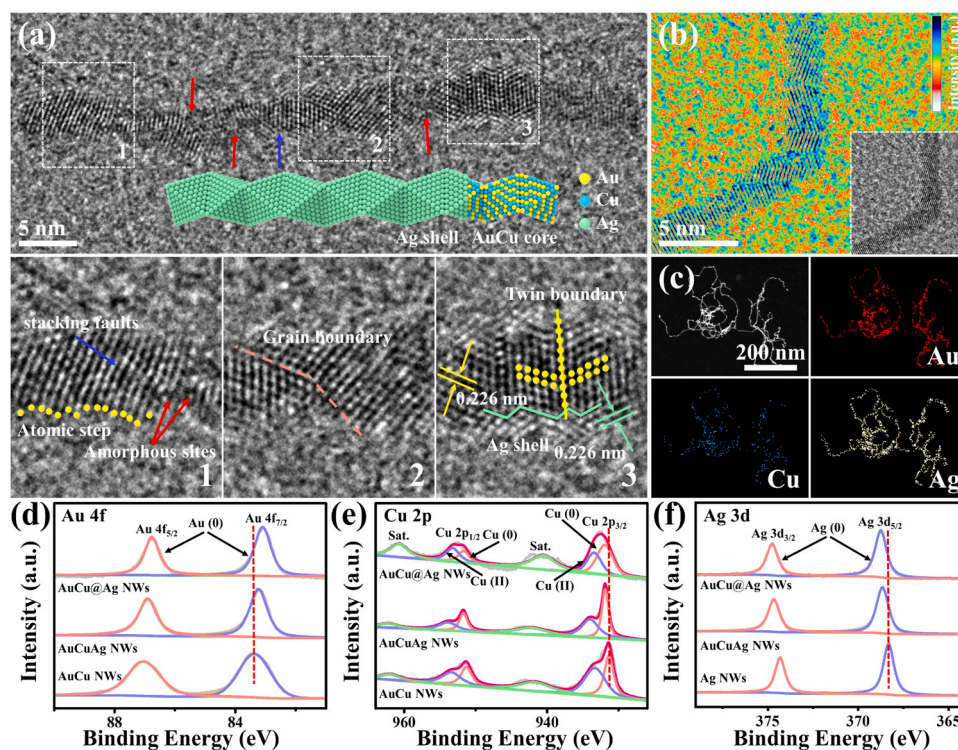 (a)
1
2
3
Au
Cu
Ag
Ag shell AuCu core
5 nm
(b)
Intensity (a.u.)
5 nm
stacking faults
Atomic step
Amorphous sites
1
Grain boundary
2
Twin boundary
0.226 nm
Ag shell
0.226 nm
3
(c)
200 nm
Au
Cu
Ag
(d) Au 4f
Au 4f5/2
Au (0)
Au 4f7/2
AuCu@Ag NWs
AuCuAg NWs
AuCu NWs
88
84
Binding Energy (eV)
Intensity (a.u.)
(e) Cu 2p
Sat.
Cu 2p1/2
Cu (0)
Cu (II)
Sat.
Cu (0)
Cu 2p3/2
Cu (II)
AuCu@Ag NWs
AuCuAg NWs
AuCu NWs
960
940
Binding Energy (eV)
Intensity (a.u.)
(f) Ag 3d
Ag 3d3/2
Ag (0)
Ag 3d5/2
AuCu@Ag NWs
AuCuAg NWs
Ag NWs
375
370
365
Binding Energy (eV)
Intensity (a.u.)